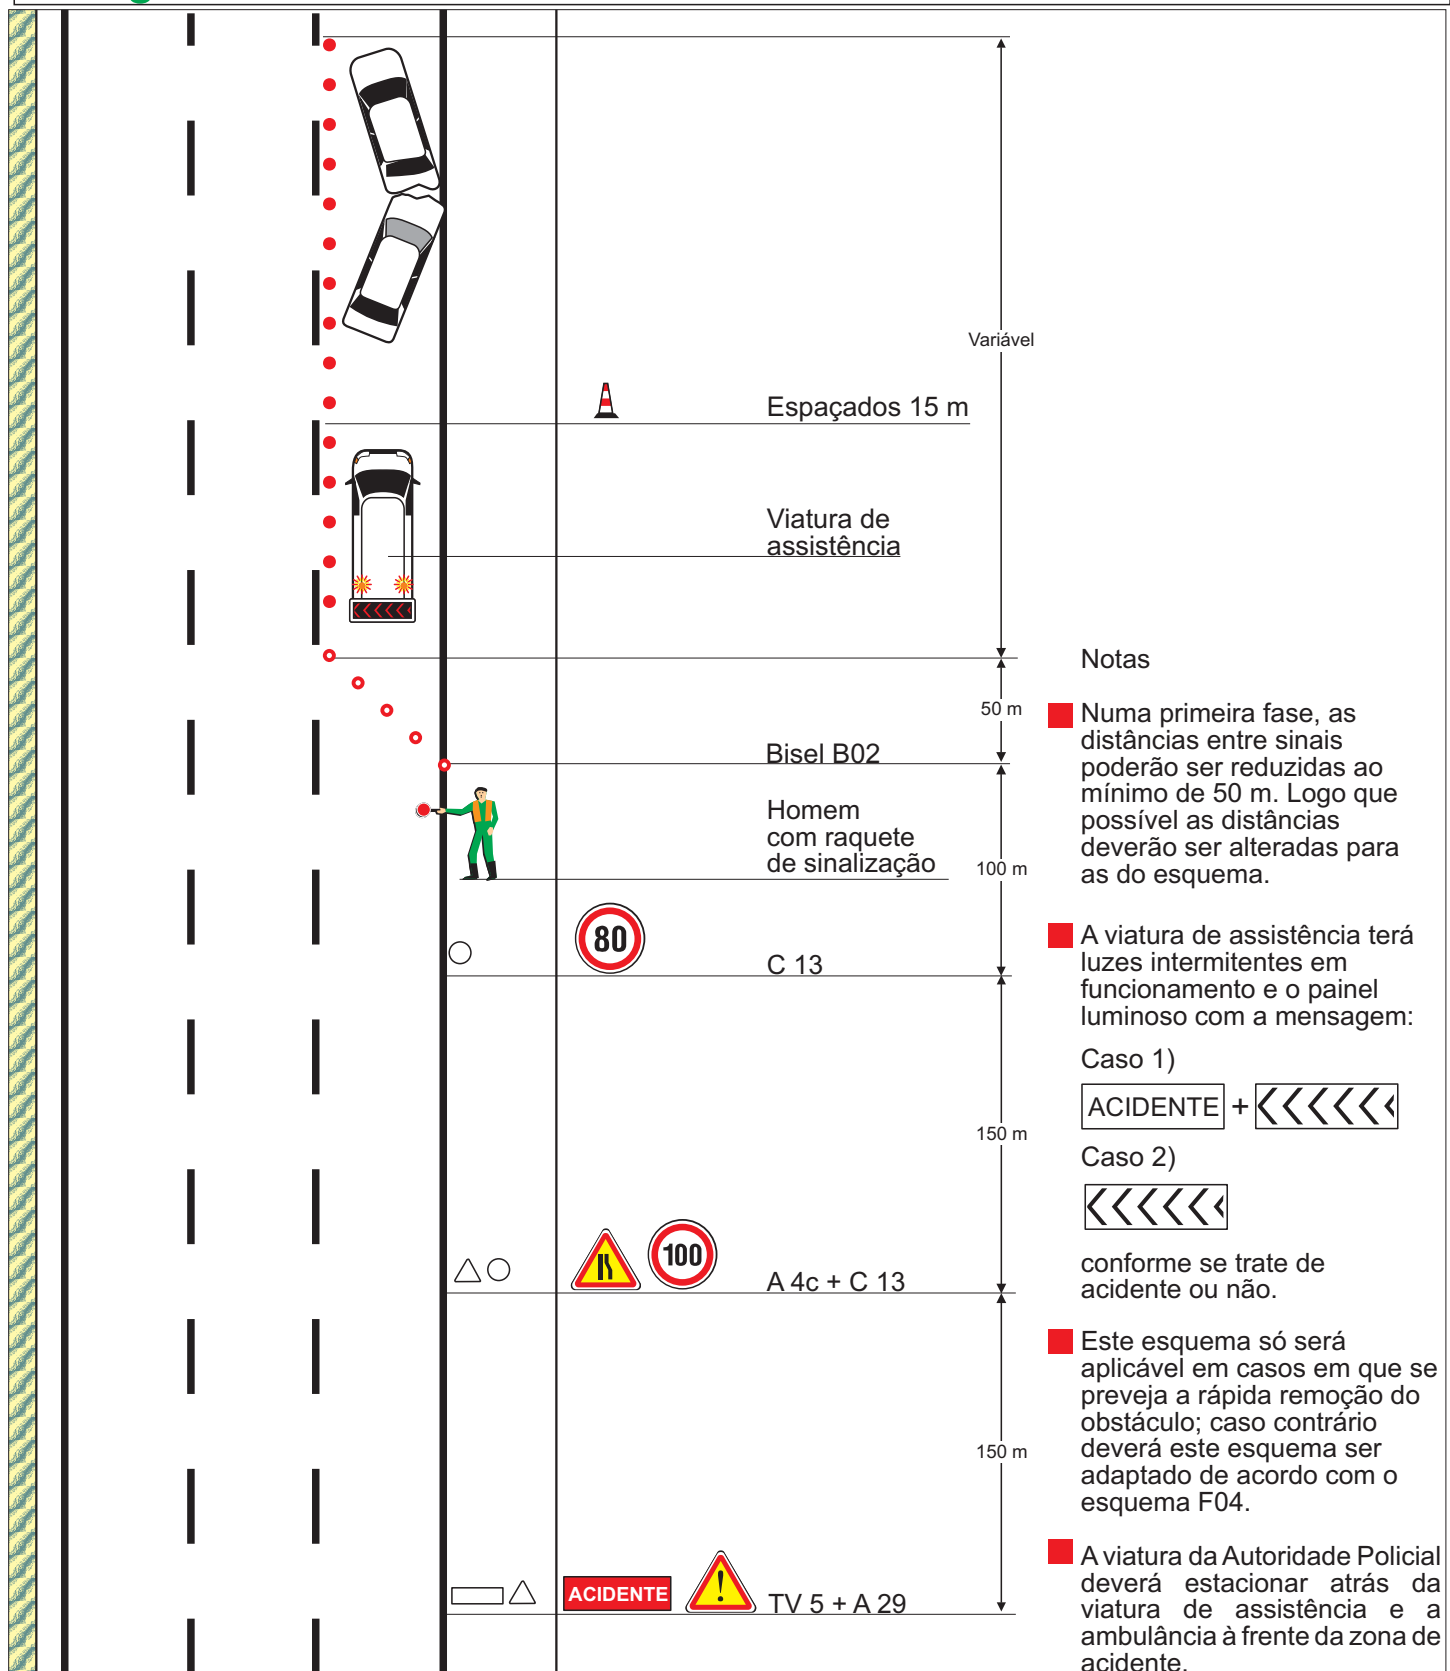 Variável
Espaçados 15 m
Viatura de
assistência
50 m
Bisel B02
Homem
com raquete
de sinalização
100 m
80
C 13
150 m
100
A 4c + C 13
150 m
ACIDENTE
!
TV 5 + A 29
Notas
Numa primeira fase, as
distâncias entre sinais
poderão ser reduzidas ao
mínimo de 50 m. Logo que
possível as distâncias
deverão ser alteradas para
as do esquema.
A viatura de assistência terá
luzes intermitentes em
funcionamento e o painel
luminoso com a mensagem:
Caso 1)
ACIDENTE +
Caso 2)
conforme se trate de
acidente ou não.
Este esquema só será
aplicável em casos em que se
preveja a rápida remoção do
obstáculo; caso contrário
deverá este esquema ser
adaptado de acordo com o
esquema F04.
A viatura da Autoridade Policial
deverá estacionar atrás da
viatura de assistência e a
ambulância à frente da zona de
acidente.